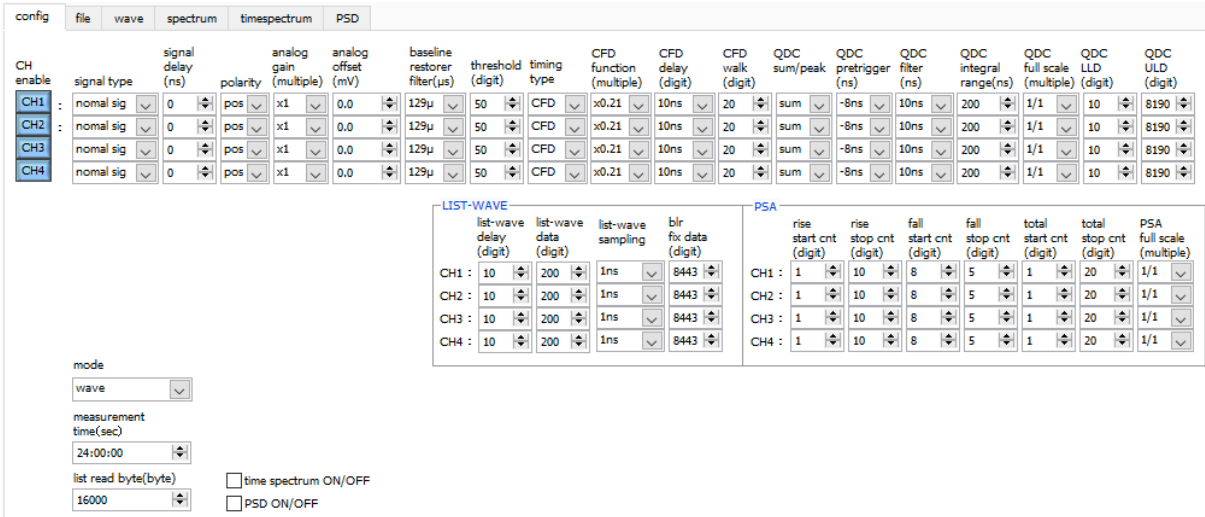 config file wave spectrum timespectrum PSD
CH enable signal type signal delay (ns) polarity analog gain (multiple) analog offset (mV) baseline restorer filter(μs) threshold (digit) timing type CFD function (multiple) CFD delay (digit) CFD walk (digit) QDC sum/peak QDC pretrigger (ns) QDC filter (ns) QDC integral range(ns) QDC full scale (multiple) QDC LLD (digit) QDC ULD (digit)
CH1 : nomal sig 0 pos x1 0.0 129μ 50 CFD x0.21 10ns 20 sum -8ns 10ns 200 1/1 10 8190
CH2 : nomal sig 0 pos x1 0.0 129μ 50 CFD x0.21 10ns 20 sum -8ns 10ns 200 1/1 10 8190
CH3 nomal sig 0 pos x1 0.0 129μ 50 CFD x0.21 10ns 20 sum -8ns 10ns 200 1/1 10 8190
CH4 nomal sig 0 pos x1 0.0 129μ 50 CFD x0.21 10ns 20 sum -8ns 10ns 200 1/1 10 8190
LIST-WAVE
list-wave delay (digit) list-wave data (digit) list-wave sampling blr fix data (digit)
CH1 : 10 200 1ns 8443
CH2 : 10 200 1ns 8443
CH3 : 10 200 1ns 8443
CH4 : 10 200 1ns 8443
PSA
rise start cnt (digit) rise stop cnt (digit) fall start cnt (digit) fall stop cnt (digit) total start cnt (digit) total stop cnt (digit) PSA full scale (multiple)
CH1 : 1 10 8 5 1 20 1/1
CH2 : 1 10 8 5 1 20 1/1
CH3 : 1 10 8 5 1 20 1/1
CH4 : 1 10 8 5 1 20 1/1
mode
wave
measurement
time(sec)
24:00:00
list read byte(byte)
16000
time spectrum ON/OFF
PSD ON/OFF